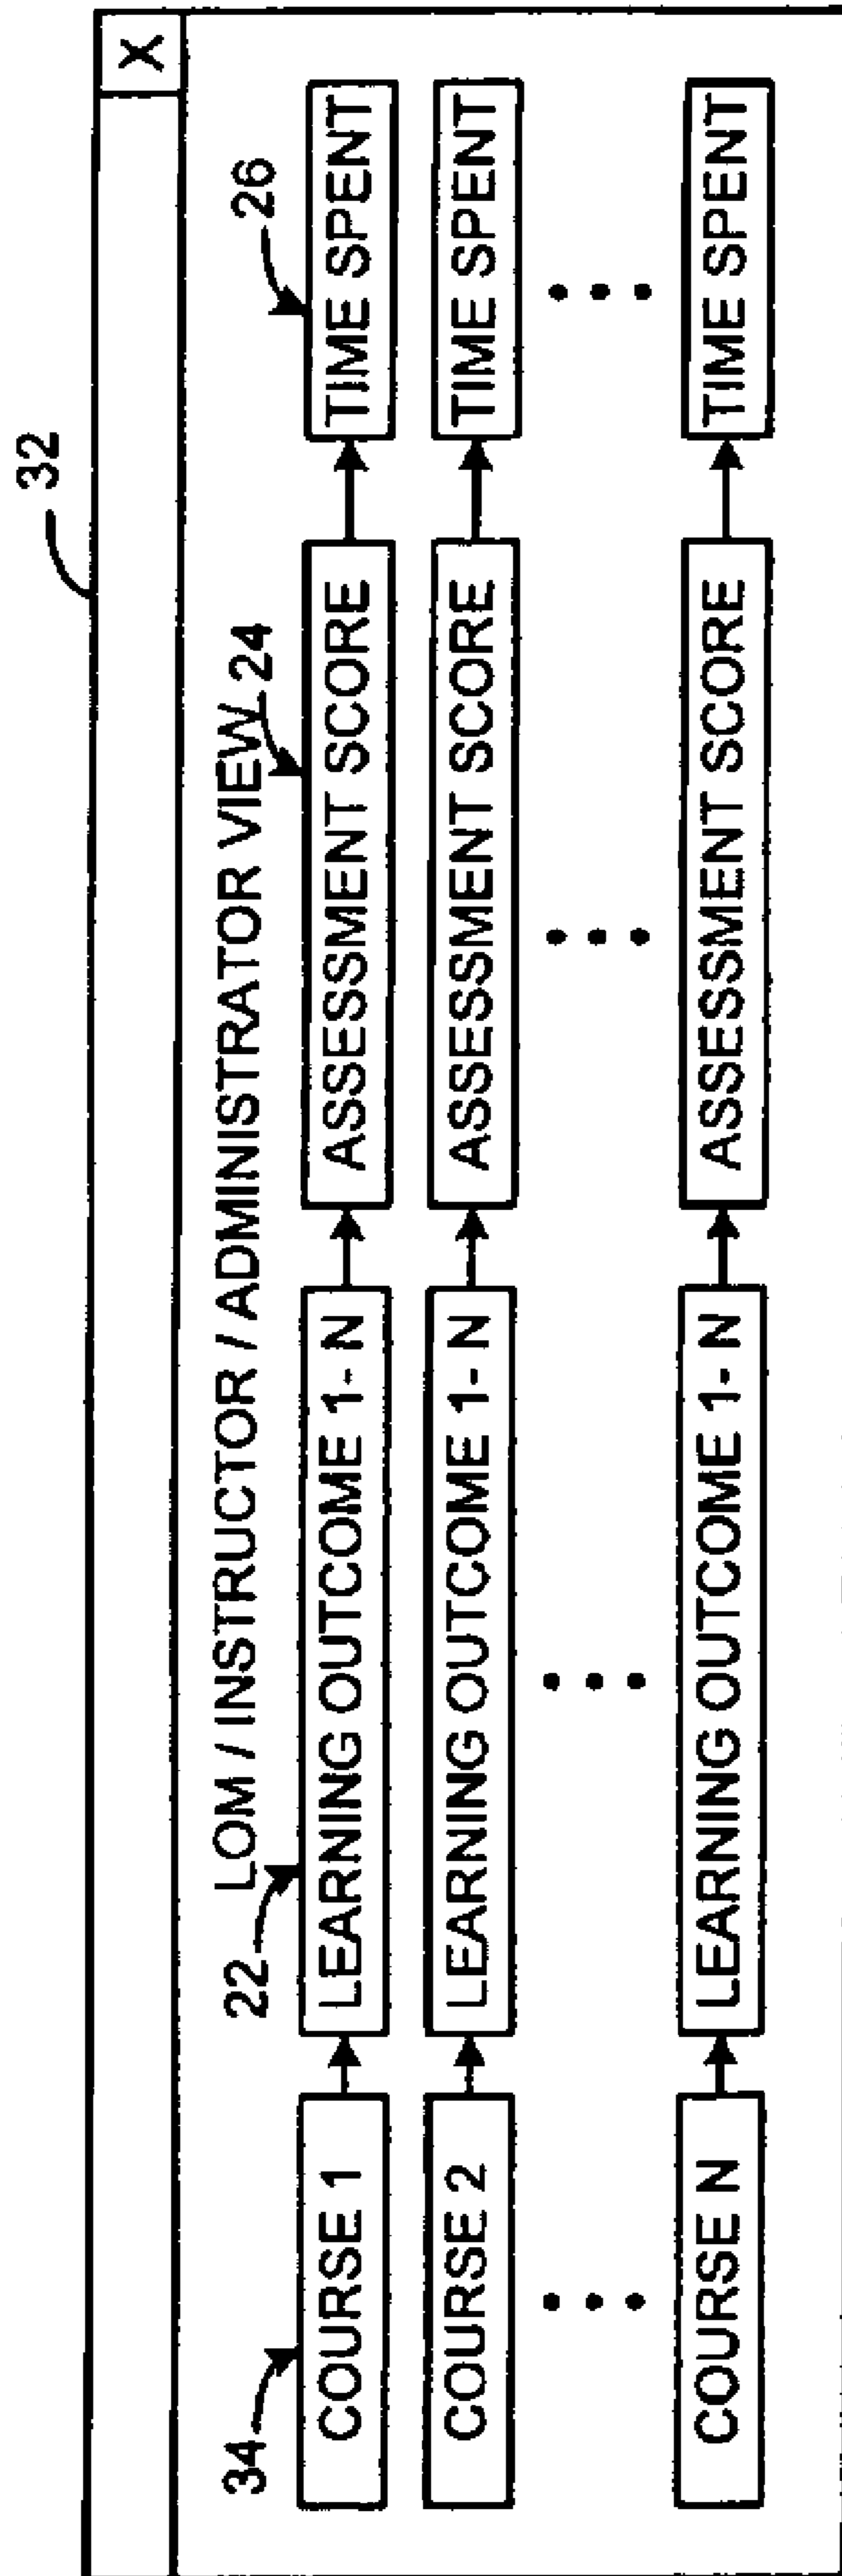 32
X
LOM / INSTRUCTOR / ADMINISTRATOR VIEW
34 22 24 26
COURSE 1 LEARNING OUTCOME 1- N ASSESSMENT SCORE TIME SPENT
COURSE 2 LEARNING OUTCOME 1- N ASSESSMENT SCORE TIME SPENT
COURSE N LEARNING OUTCOME 1- N ASSESSMENT SCORE TIME SPENT